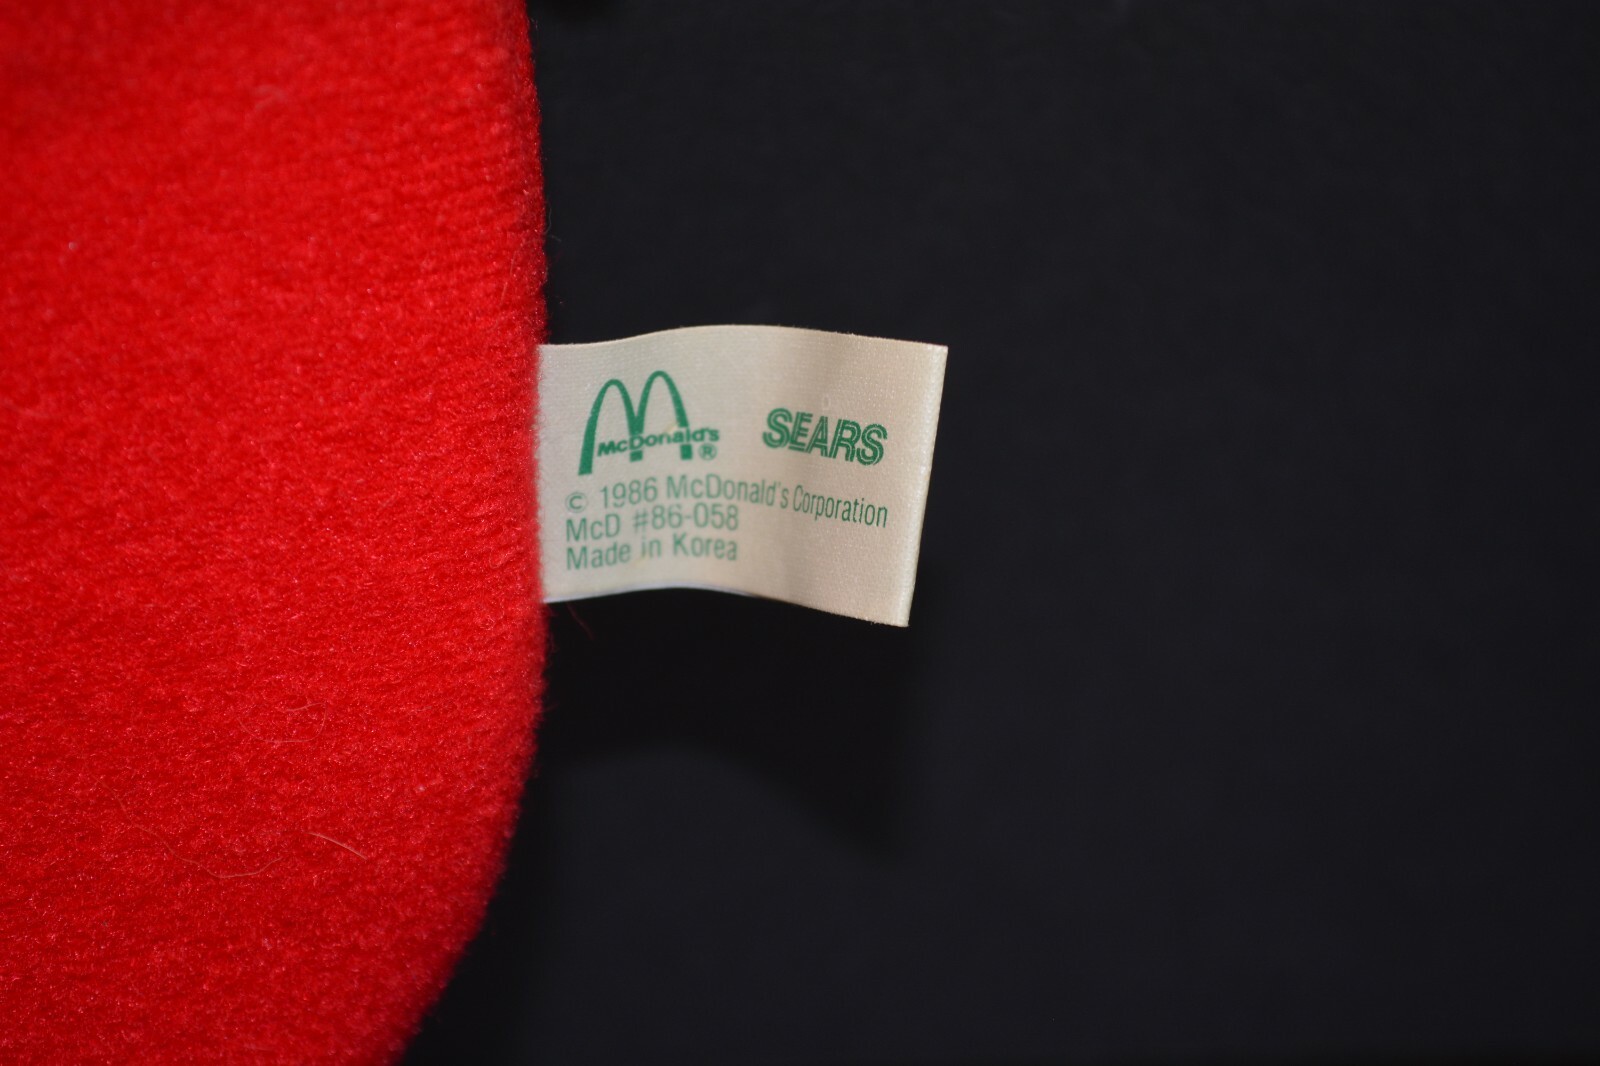 McDonald's ®
SEARS
© 1986 McDonald's Corporation
McD #86-058
Made in Korea